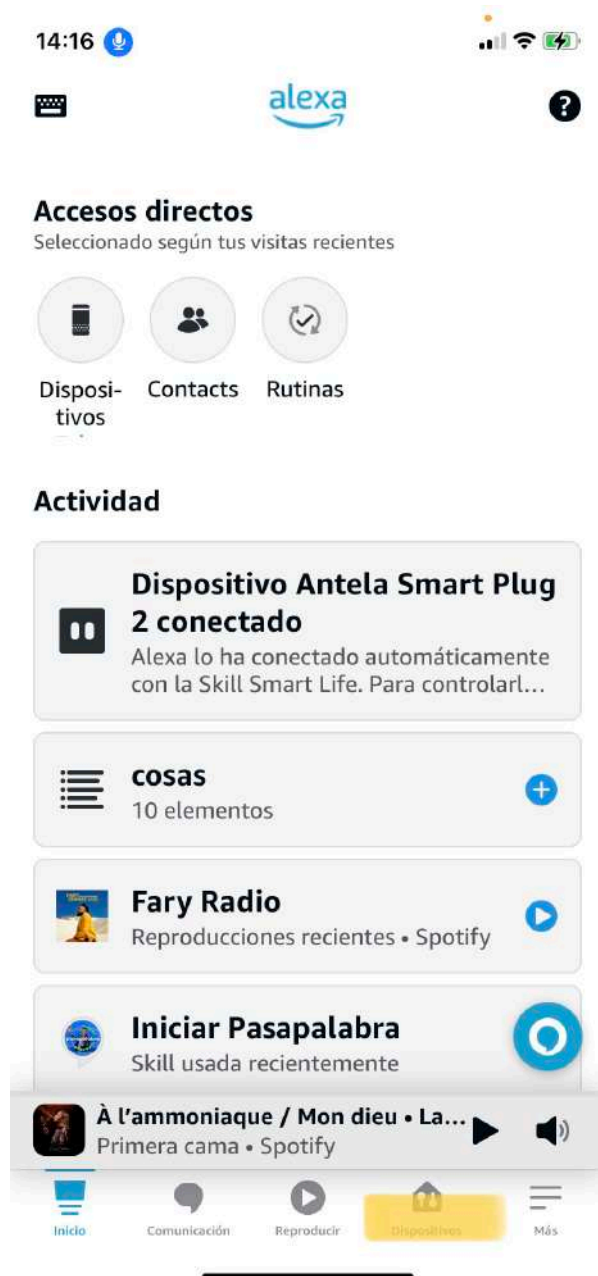 14:16
alexa
?
Accesos directos
Seleccionado según tus visitas recientes
Disposi-
tivos
Contacts
Rutinas
Actividad
Dispositivo Antela Smart Plug
2 conectado
Alexa lo ha conectado automáticamente
con la Skill Smart Life. Para controlarl...
cosas
10 elementos
Fary Radio
Reproducciones recientes • Spotify
Iniciar Pasapalabra
Skill usada recientemente
À l'ammoniaque / Mon dieu • La...
Primera cama • Spotify
Inicio
Comunicación
Reproducir
Dispositivos
Más